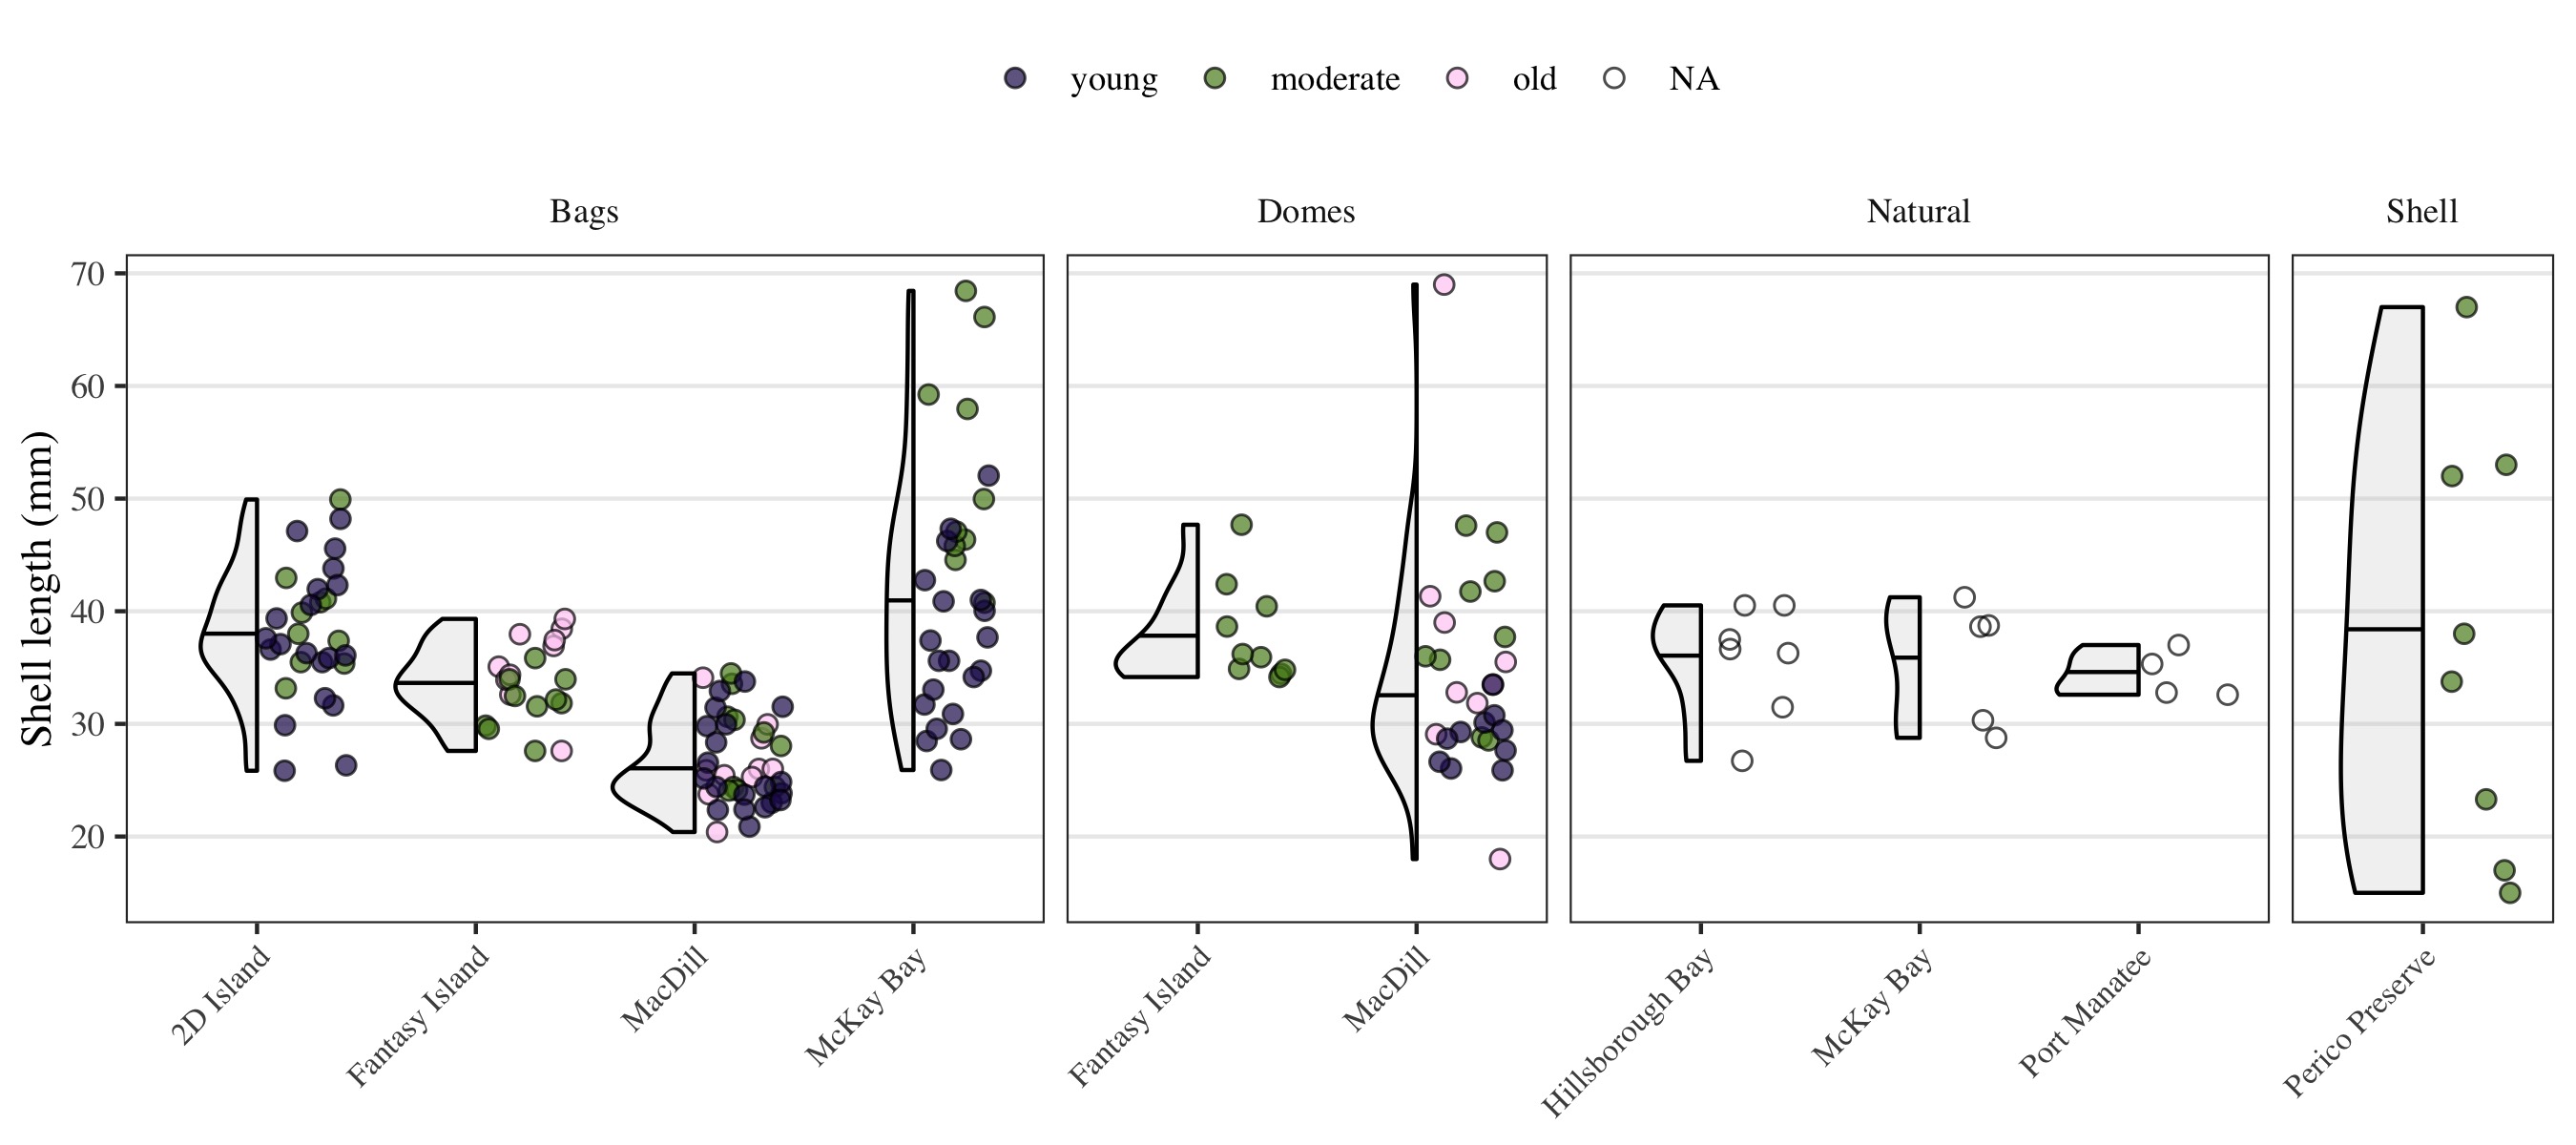 young moderate old NA
Bags Domes Natural Shell
Shell length (mm)
70
60
50
40
30
20
2D Island Fantasy Island MacDill McKay Bay Fantasy Island MacDill Hillsborough Bay McKay Bay Port Manatee Perico Preserve